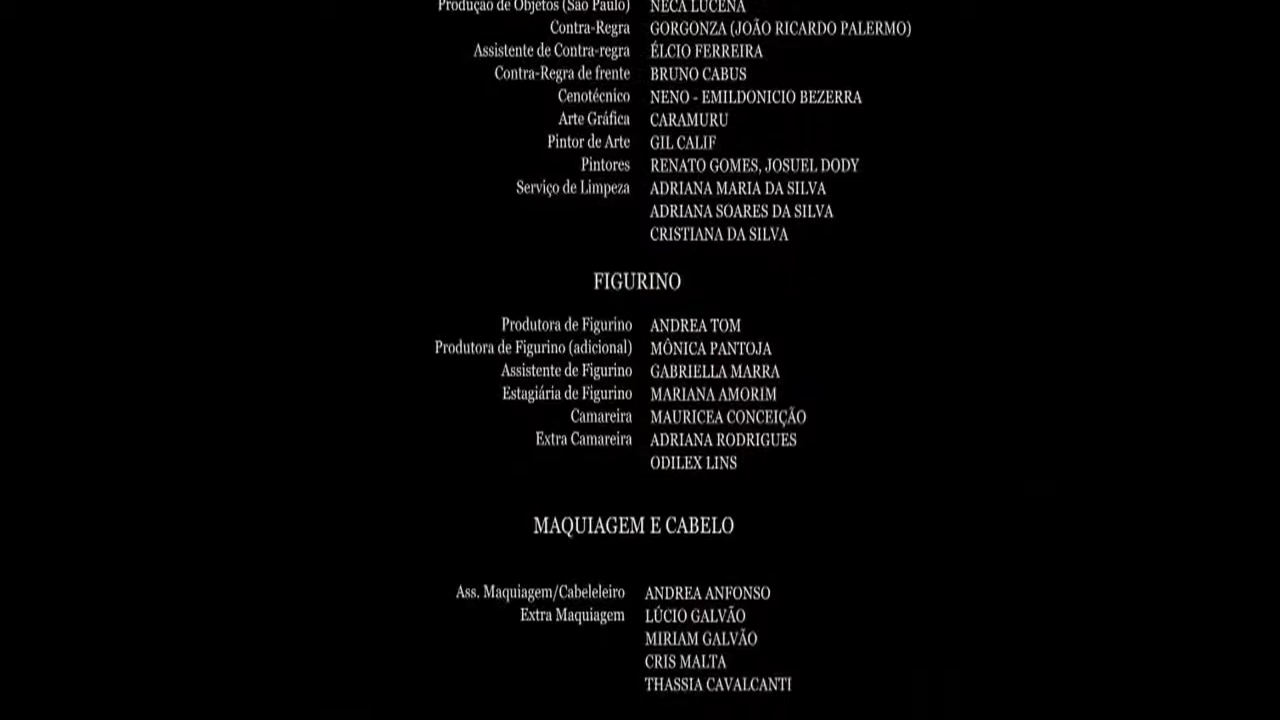 Produção de Objetos (São Paulo) NECA LUCENA
Contra-Regra GORGONZA (JOÃO RICARDO PALERMO)
Assistente de Contra-regra ÉLCIO FERREIRA
Contra-Regra de frente BRUNO CABUS
Cenotécnico NENO - EMILDONICIO BEZERRA
Arte Gráfica CARAMURU
Pintor de Arte GIL CALIF
Pintores RENATO GOMES, JOSUEL DODY
Serviço de Limpeza ADRIANA MARIA DA SILVA
ADRIANA SOARES DA SILVA
CRISTIANA DA SILVA
FIGURINO
Produtora de Figurino ANDREA TOM
Produtora de Figurino (adicional) MÔNICA PANTOJA
Assistente de Figurino GABRIELLA MARRA
Estagiária de Figurino MARIANA AMORIM
Camareira MAURICEA CONCEIÇÃO
Extra Camareira ADRIANA RODRIGUES
ODILEX LINS
MAQUIAGEM E CABELO
Ass. Maquiagem/Cabeleleiro ANDREA ANFONSO
Extra Maquiagem LÚCIO GALVÃO
MIRIAM GALVÃO
CRIS MALTA
THASSIA CAVALCANTI